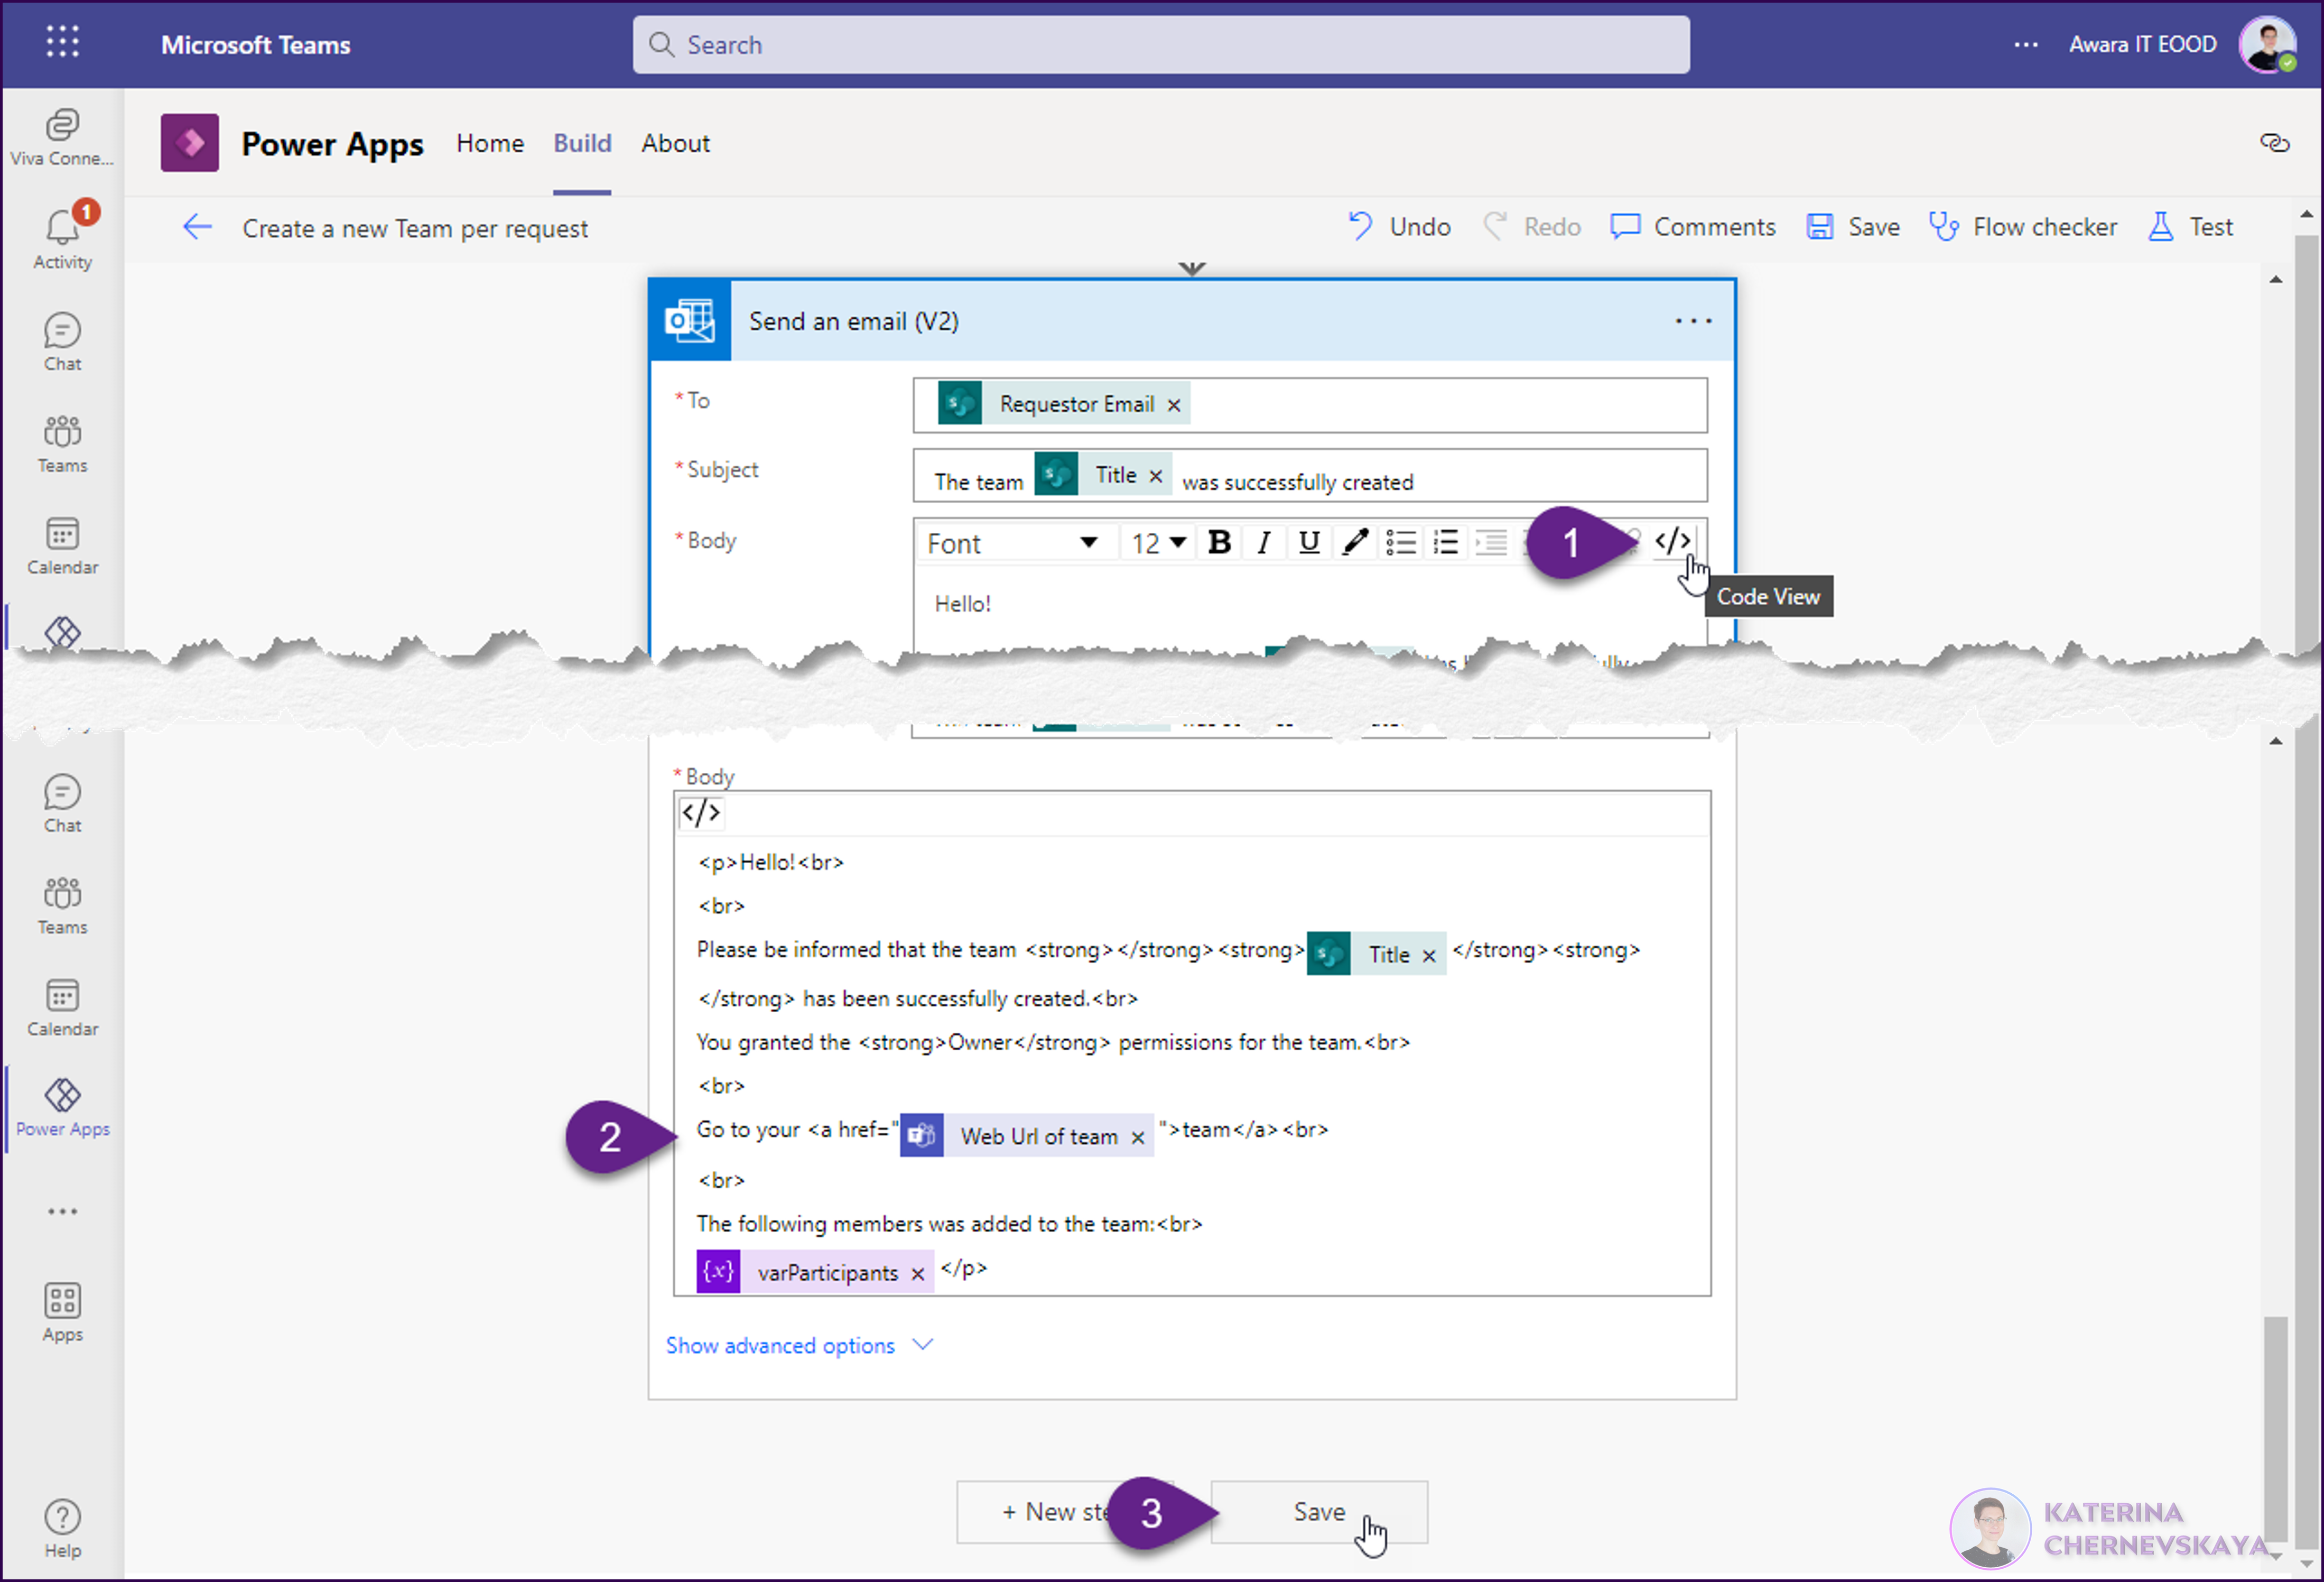 Microsoft Teams
Search
Awara IT EOOD
Viva Conne...
Power Apps
Home
Build
About
1
Activity
Create a new Team per request
Undo
Redo
Comments
Save
Flow checker
Test
Chat
Teams
Calendar
Send an email (V2)
* To
Requestor Email ×
* Subject
The team Title × was successfully created
* Body
Font
12
B
I
U
1
</>
Code View
Hello!
Chat
Teams
Calendar
Power Apps
Apps
Help
* Body
</>
<p>Hello!<br>
<br>
Please be informed that the team <strong></strong><strong> Title × </strong><strong>
</strong> has been successfully created.<br>
You granted the <strong>Owner</strong> permissions for the team.<br>
<br>
2
Go to your <a href=" Web Url of team × ">team</a><br>
<br>
The following members was added to the team:<br>
{x} varParticipants × </p>
Show advanced options
+ New
3
Save
KATERINA
CHERNEVSKAYA